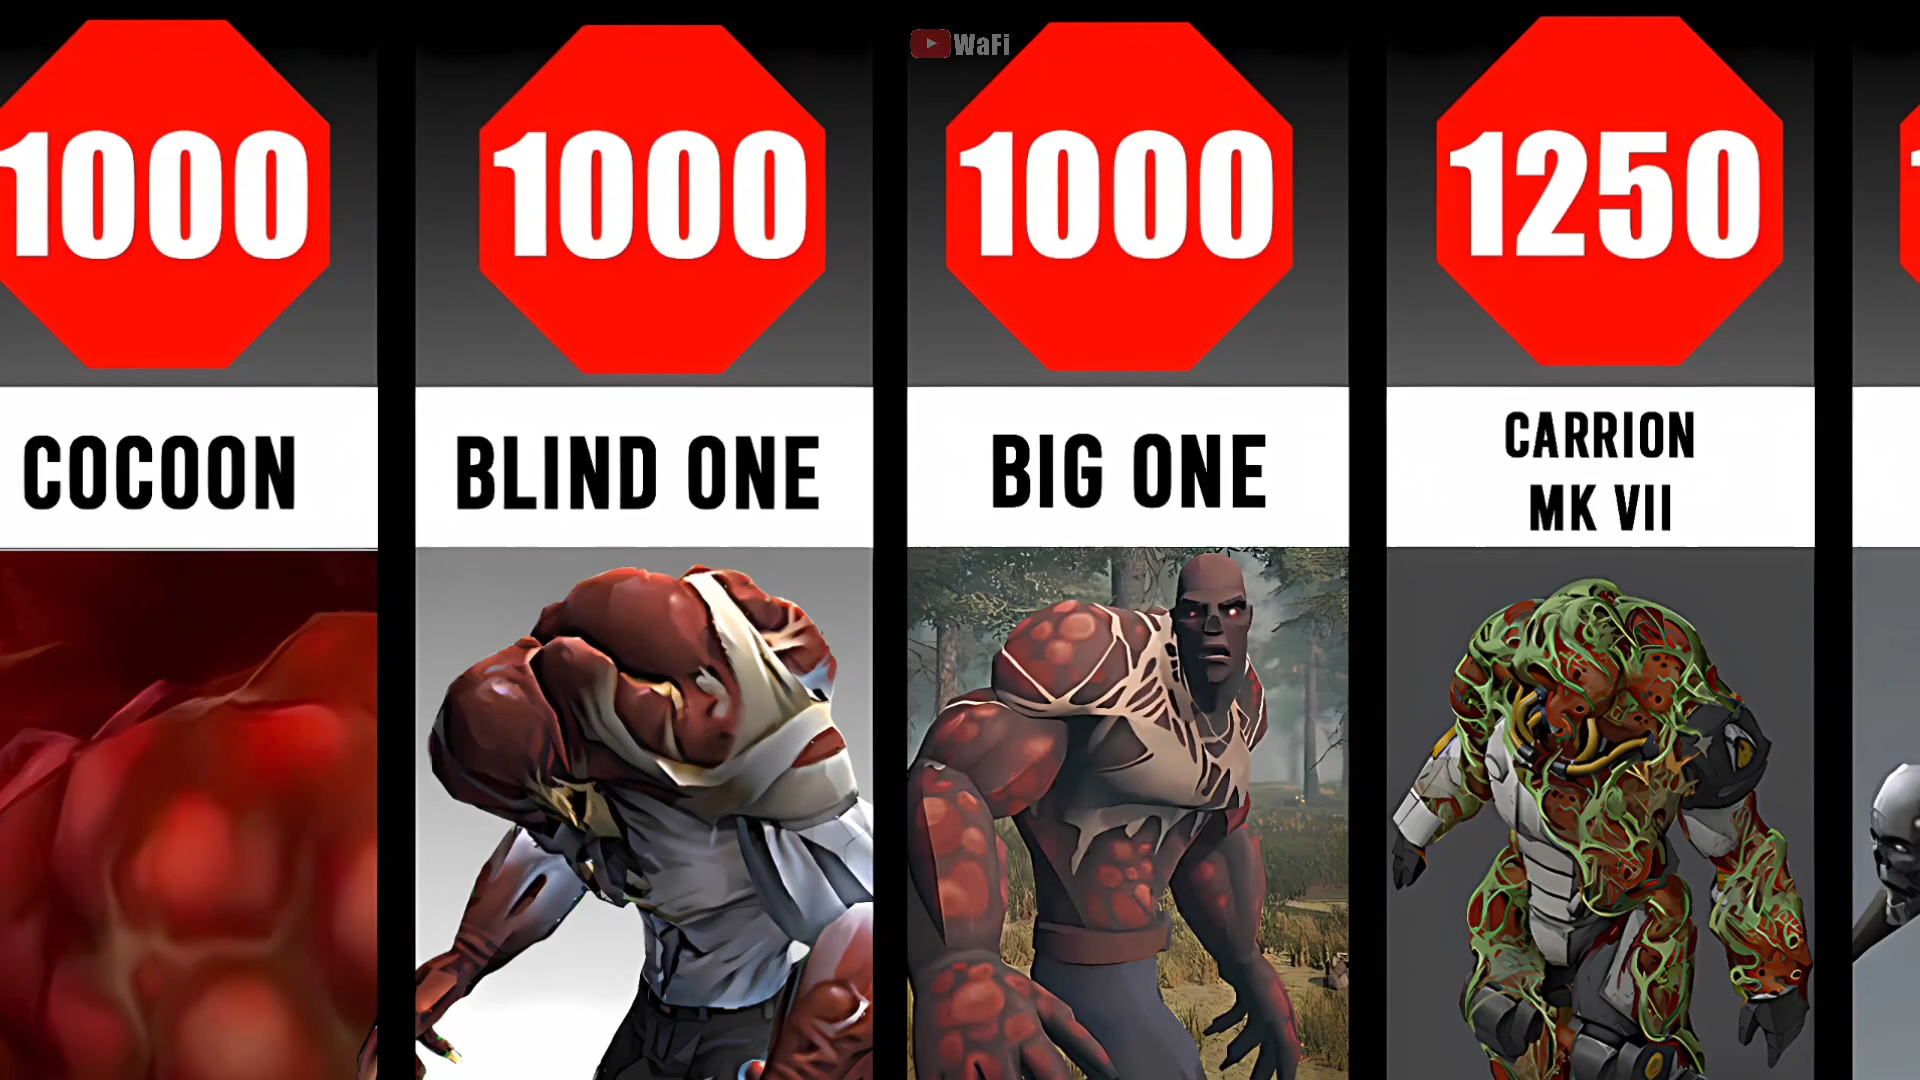 WaFi
1000
COCOON
1000
BLIND ONE
1000
BIG ONE
1250
CARRION
MK VII